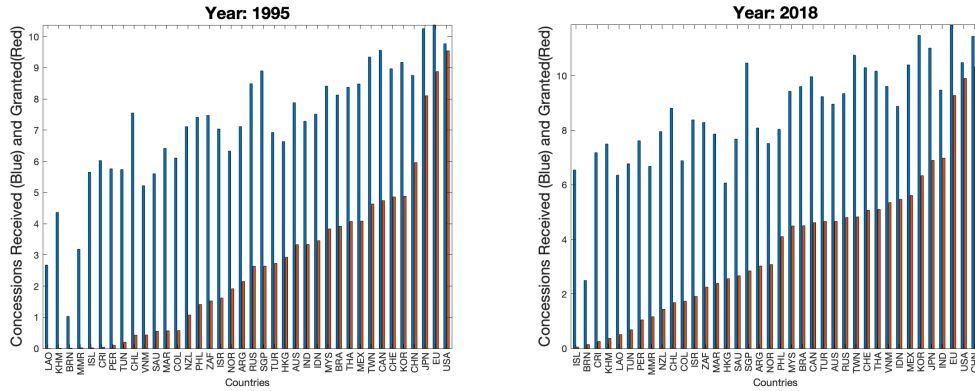 Year: 1995
Concessions Received (Blue) and Granted(Red)
10
9
8
7
6
5
4
3
2
1
0
LAO KHM BRN MMR ISL CRI PER TUN CHL VNM SAU MAR COL NZL PHL ZAF ISR NOR ARG RUS SGP TUR HKG AUS IND IDN MYS BRA THA MEX TWN CAN CHE KOR CHN JPN EU USA
Countries
Year: 2018
Concessions Received (Blue) and Granted(Red)
10
8
6
4
2
0
ISL BRN CRI KHM LAO TUN PER MMR NZL CHL COL ISR ZAF MAR HKG SAU SGP ARG NOR PHL MYS BRA CAN TUR AUS RUS TWN CHE THA VNM IDN MEX KOR JPN IND EU USA
Countries